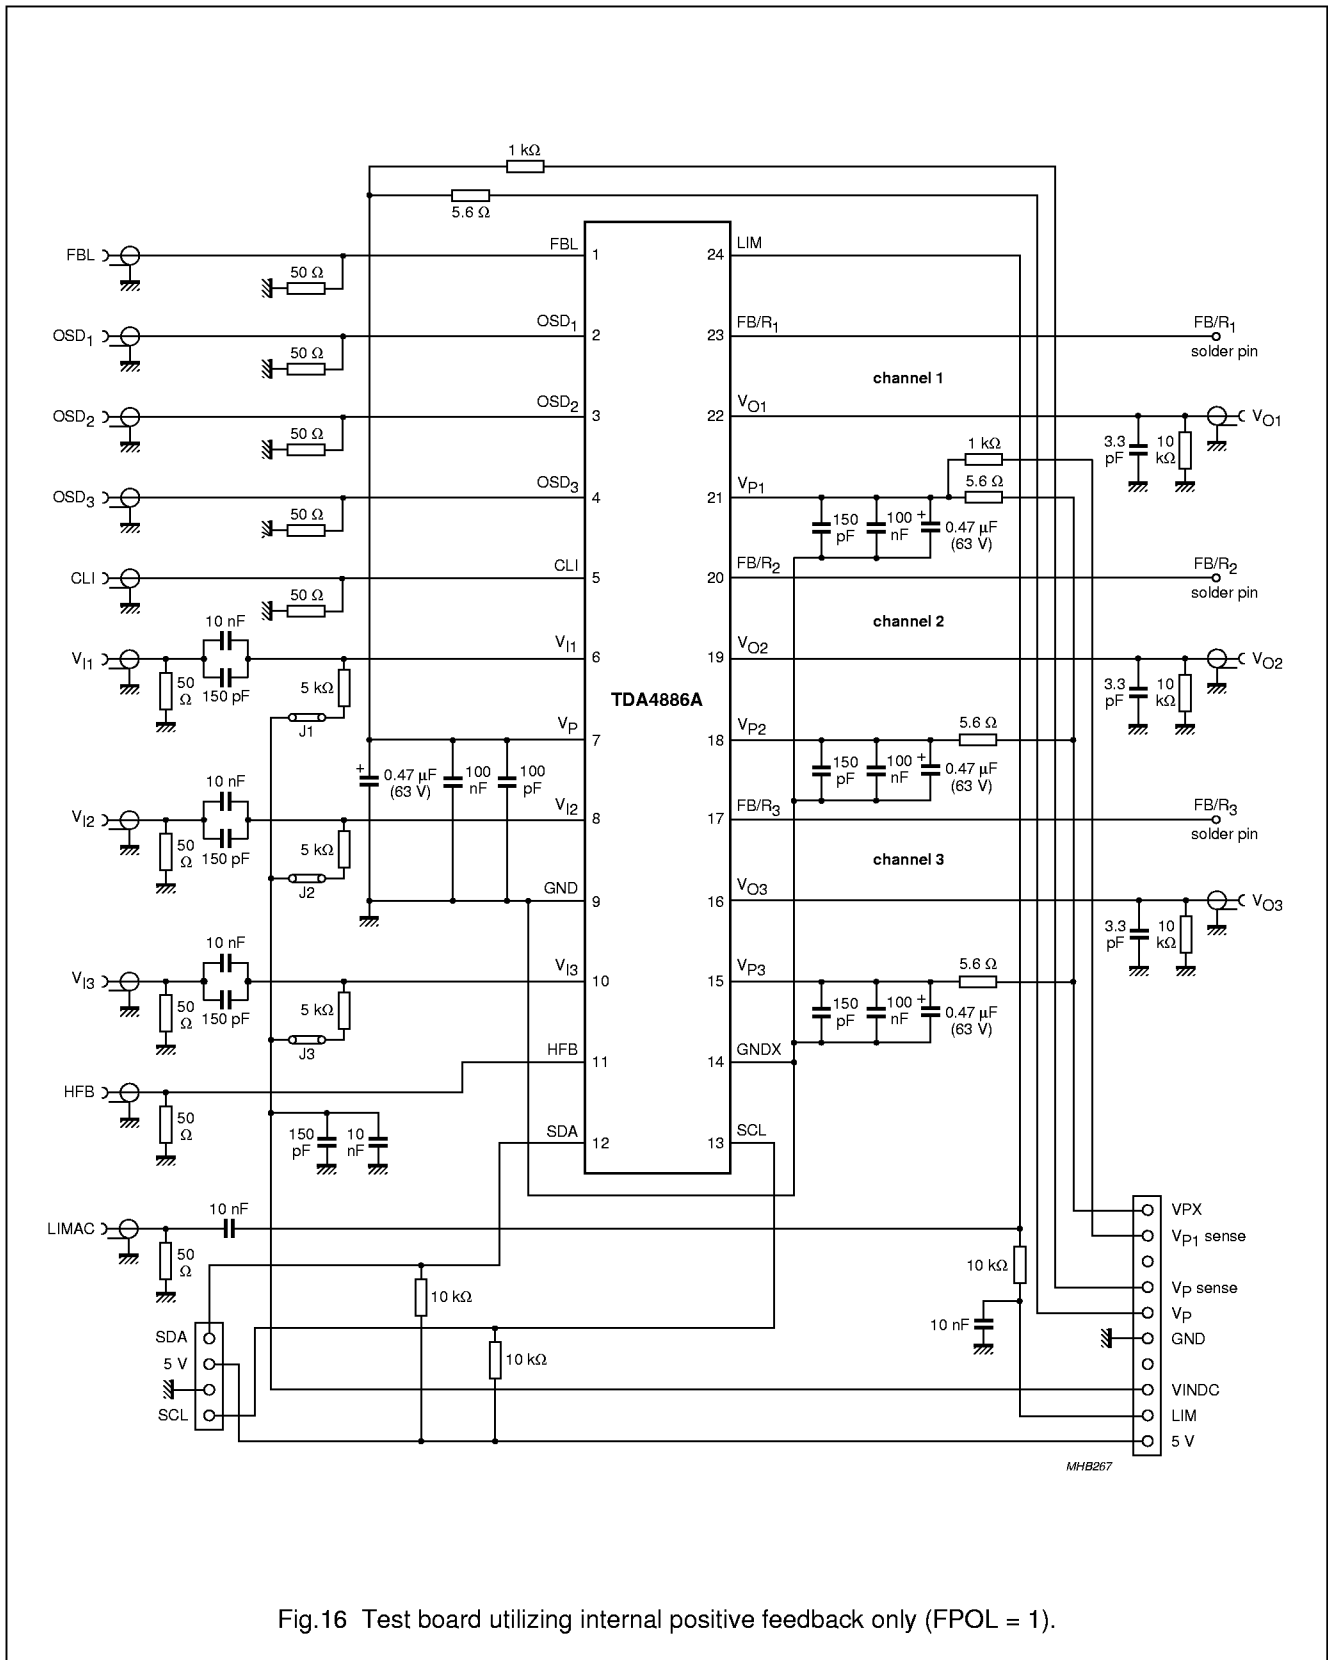 1 kΩ
5.6 Ω
FBL
50 Ω
FBL
1
24
LIM
OSD1
50 Ω
OSD1
2
23
FB/R1
FB/R1
solder pin
channel 1
OSD2
50 Ω
OSD2
3
22
VO1
3.3 pF
10 kΩ
VO1
1 kΩ
5.6 Ω
OSD3
50 Ω
OSD3
4
21
VP1
150 pF
100 nF
+
0.47 µF (63 V)
CLI
50 Ω
CLI
5
20
FB/R2
FB/R2
solder pin
channel 2
10 nF
VI1
50 Ω
150 pF
5 kΩ
J1
VI1
6
19
VO2
3.3 pF
10 kΩ
VO2
TDA4886A
VP
7
18
VP2
5.6 Ω
+
0.47 µF (63 V)
100 nF
100 pF
150 pF
100 nF
+
0.47 µF (63 V)
10 nF
VI2
50 Ω
150 pF
5 kΩ
J2
VI2
8
17
FB/R3
FB/R3
solder pin
channel 3
GND
9
16
VO3
3.3 pF
10 kΩ
VO3
10 nF
VI3
50 Ω
150 pF
5 kΩ
J3
VI3
10
15
VP3
5.6 Ω
150 pF
100 nF
+
0.47 µF (63 V)
HFB
50 Ω
HFB
11
14
GNDX
150 pF
10 nF
SDA
12
13
SCL
LIMAC
50 Ω
10 nF
10 kΩ
10 kΩ
10 kΩ
10 nF
SDA
5 V
SCL
VPX
VP1 sense
VP sense
VP
GND
VINDC
LIM
5 V
MHB267
Fig.16 Test board utilizing internal positive feedback only (FPOL = 1).